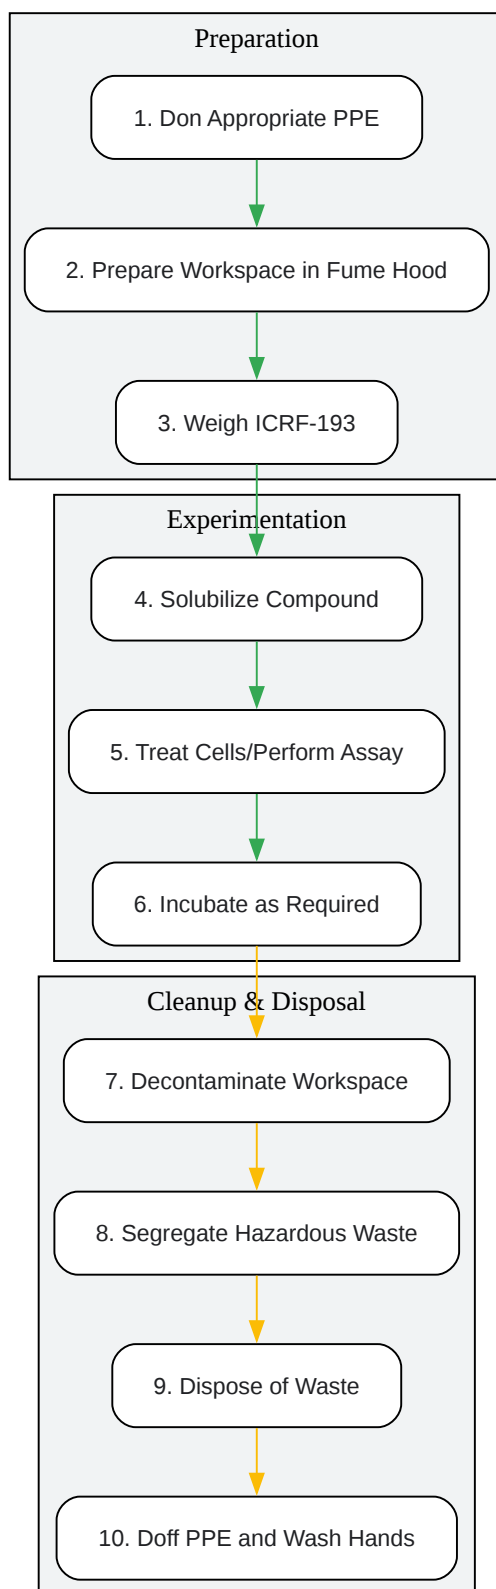 Preparation
1. Don Appropriate PPE
2. Prepare Workspace in Fume Hood
3. Weigh ICRF-193
Experimentation
4. Solubilize Compound
5. Treat Cells/Perform Assay
6. Incubate as Required
Cleanup & Disposal
7. Decontaminate Workspace
8. Segregate Hazardous Waste
9. Dispose of Waste
10. Doff PPE and Wash Hands